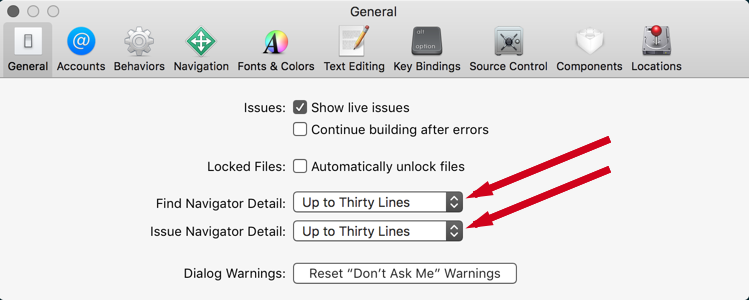 General
General Accounts Behaviors Navigation Fonts & Colors Text Editing Key Bindings Source Control Components Locations
alt
option
Issues: Show live issues
Continue building after errors
Locked Files: Automatically unlock files
Find Navigator Detail: Up to Thirty Lines
Issue Navigator Detail: Up to Thirty Lines
Dialog Warnings: Reset “Don’t Ask Me” Warnings